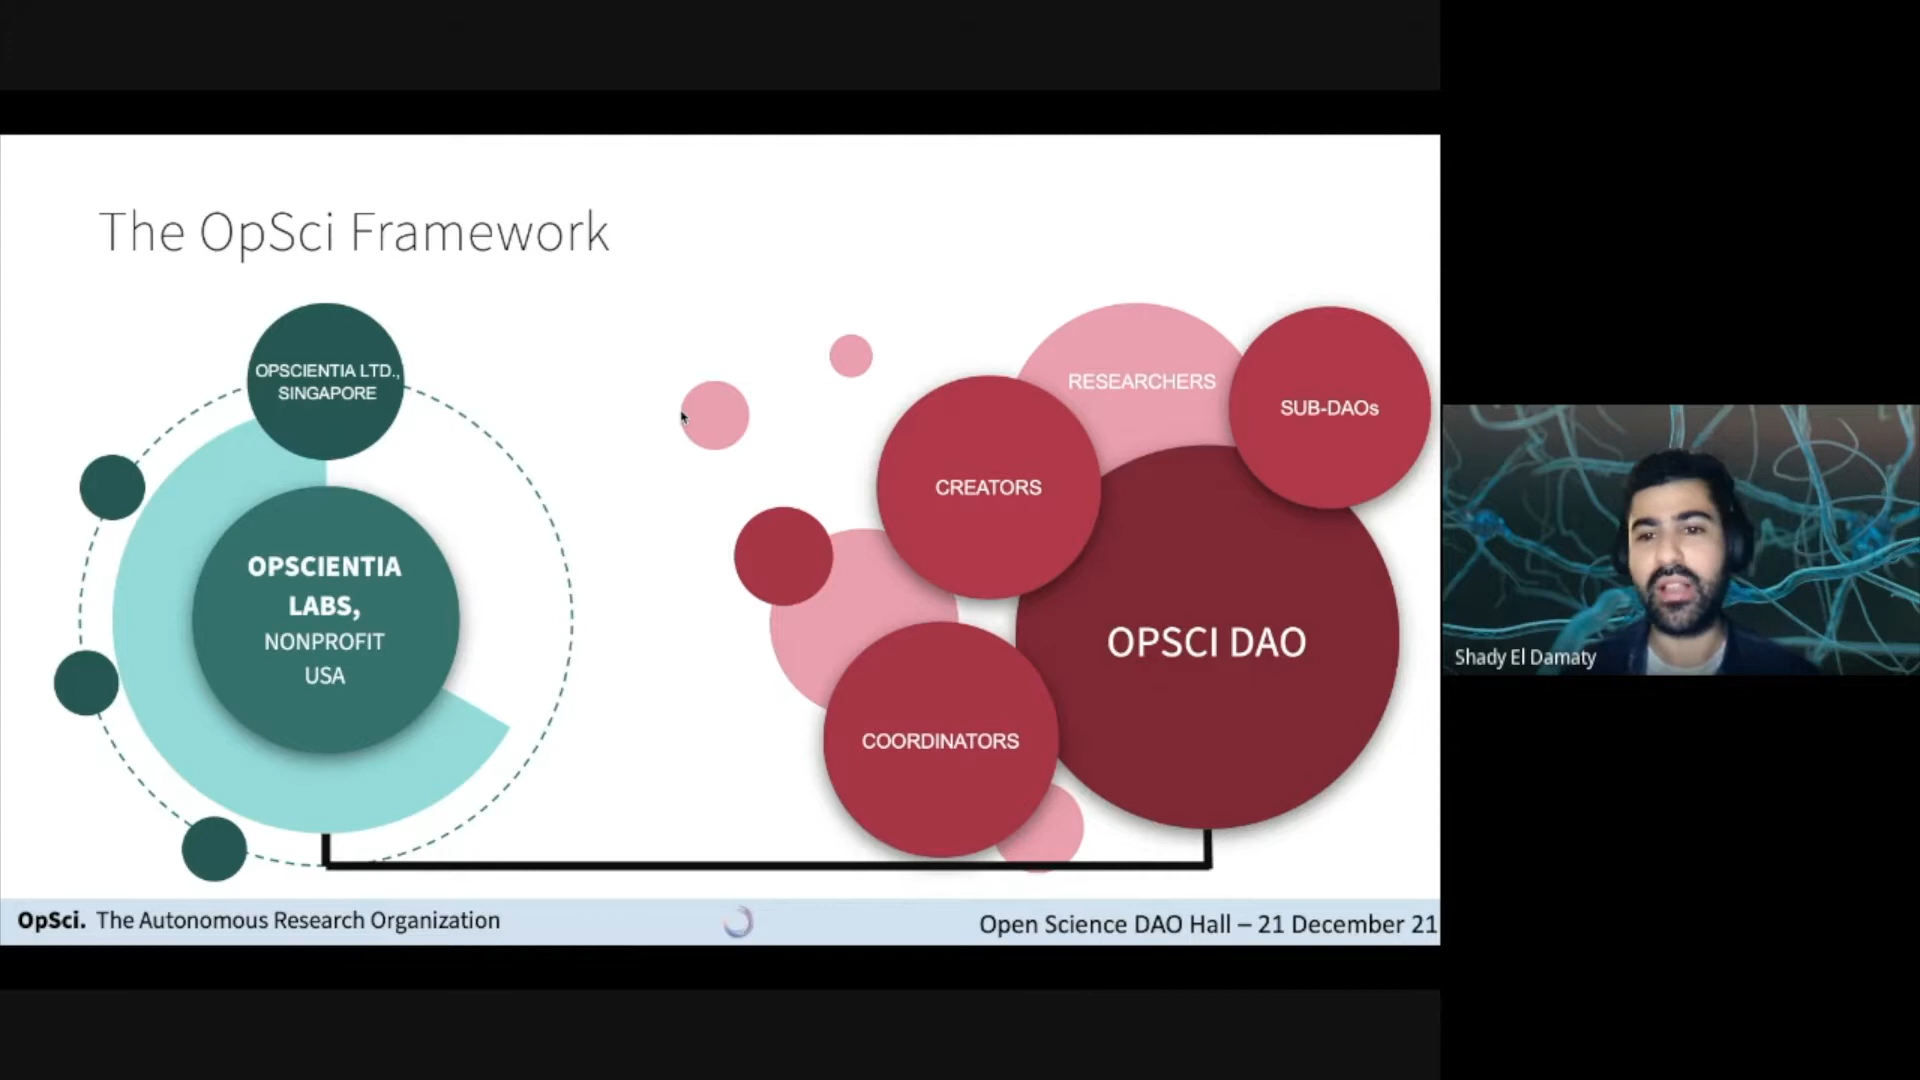 The OpSci Framework
OPSCIENTIA LTD.,
SINGAPORE
OPSCIENTIA
LABS,
NONPROFIT
USA
RESEARCHERS
SUB-DAOs
CREATORS
OPSCI DAO
COORDINATORS
OpSci. The Autonomous Research Organization
Open Science DAO Hall – 21 December 21
Shady El Damaty